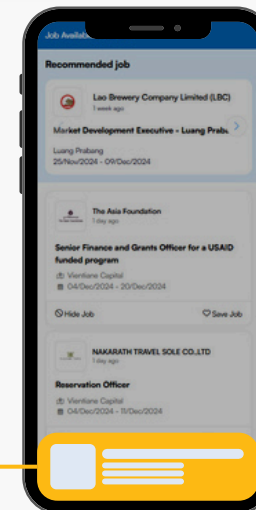 Job Availab
Recommended job
Lao Brewery Company Limited (LBC)
1 week ago
Market Development Executive - Luang Prab
Luang Prabang
25/Nov/2024 - 09/Dec/2024
The Asia Foundation
1 day ago
Senior Finance and Grants Officer for a USAID
funded program
Vientiane Capital
04/Dec/2024 - 20/Dec/2024
Hide Job
Save Job
NAKARATH TRAVEL SOLE CO.,LTD
1 day ago
Reservation Officer
Vientiane Capital
04/Dec/2024 - 11/Dec/2024